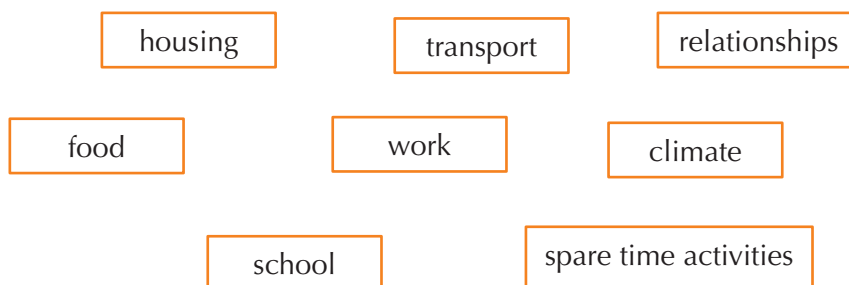 housing
transport
relationships
food
work
climate
school
spare time activities